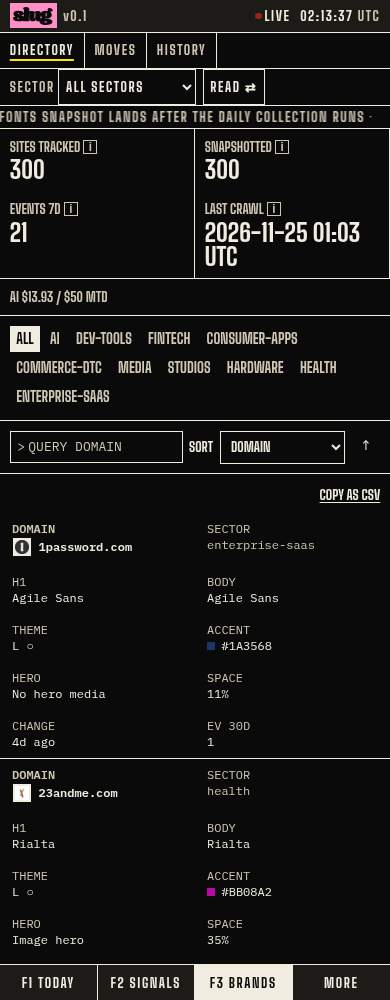 slug v0.1 LIVE 02:13:37 UTC
DIRECTORY MOVES HISTORY
SECTOR ALL SECTORS READ ⇄
FONTS SNAPSHOT LANDS AFTER THE DAILY COLLECTION RUNS ·
SITES TRACKED i SNAPSHOTTED i
300 300
EVENTS 7D i LAST CRAWL i
21 2026-11-25 01:03 UTC
AI $13.93 / $50 MTD
ALL AI DEV-TOOLS FINTECH CONSUMER-APPS
COMMERCE-DTC MEDIA STUDIOS HARDWARE HEALTH
ENTERPRISE-SAAS
> QUERY DOMAIN SORT DOMAIN ↑
COPY AS CSV
DOMAIN SECTOR
1password.com enterprise-saas
H1 BODY
Agile Sans Agile Sans
THEME ACCENT
L ○ #1A3568
HERO SPACE
No hero media 11%
CHANGE EV 30D
4d ago 1
DOMAIN SECTOR
23andme.com health
H1 BODY
Rialta Rialta
THEME ACCENT
L ○ #BB08A2
HERO SPACE
Image hero 35%
F1 TODAY F2 SIGNALS F3 BRANDS MORE